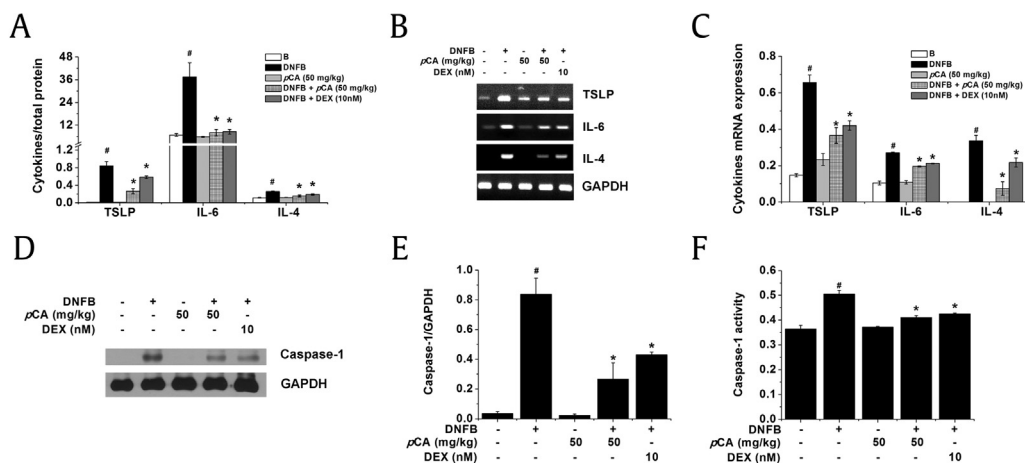 A
Cytokines/total protein
48
36
24
12
1.2
0.8
0.4
0.0
#
#
#
*
*
*
*
*
*
B
DNFB
pCA (50 mg/kg)
DNFB + pCA (50 mg/kg)
DNFB + DEX (10nM)
TSLP
IL-6
IL-4
B
DNFB - + - + +
pCA (mg/kg) - - 50 50 -
DEX (nM) - - - - 10
TSLP
IL-6
IL-4
GAPDH
C
Cytokines mRNA expression
0.8
0.6
0.4
0.2
0.0
#
#
#
*
*
*
*
*
*
B
DNFB
pCA (50 mg/kg)
DNFB + pCA (50 mg/kg)
DNFB + DEX (10nM)
TSLP
IL-6
IL-4
D
DNFB - + - + +
pCA (mg/kg) - - 50 50 -
DEX (nM) - - - - 10
Caspase-1
GAPDH
E
Caspase-1/GAPDH
1.0
0.8
0.6
0.4
0.2
0.0
#
*
*
DNFB - + - + +
pCA (mg/kg) - - 50 50 -
DEX (nM) - - - - 10
F
Caspase-1 activity
0.6
0.5
0.4
0.3
0.2
0.1
0.0
#
*
*
DNFB - + - + +
pCA (mg/kg) - - 50 50 -
DEX (nM) - - - - 10